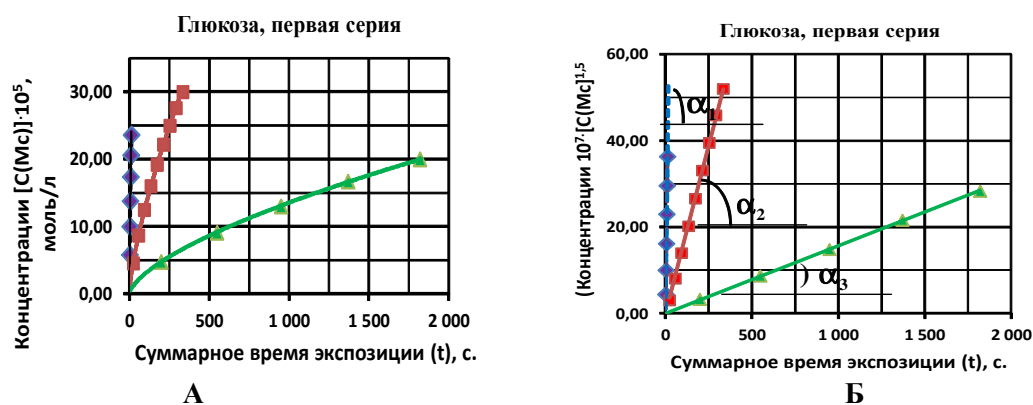 Глюкоза, первая серия
Концентрации [C(Mc)]·10⁵,
моль/л
30,00
20,00
10,00
0,00
0
500
1 000
1 500
2 000
Суммарное время экспозиции (t), с.
А
Глюкоза, первая серия
(Концентрации 10⁷·[C(Mc)]¹,⁵
60,00
40,00
20,00
0,00
α₁
α₂
) α₃
0
500
1 000
1 500
2 000
Суммарное время экспозиции (t), с.
Б